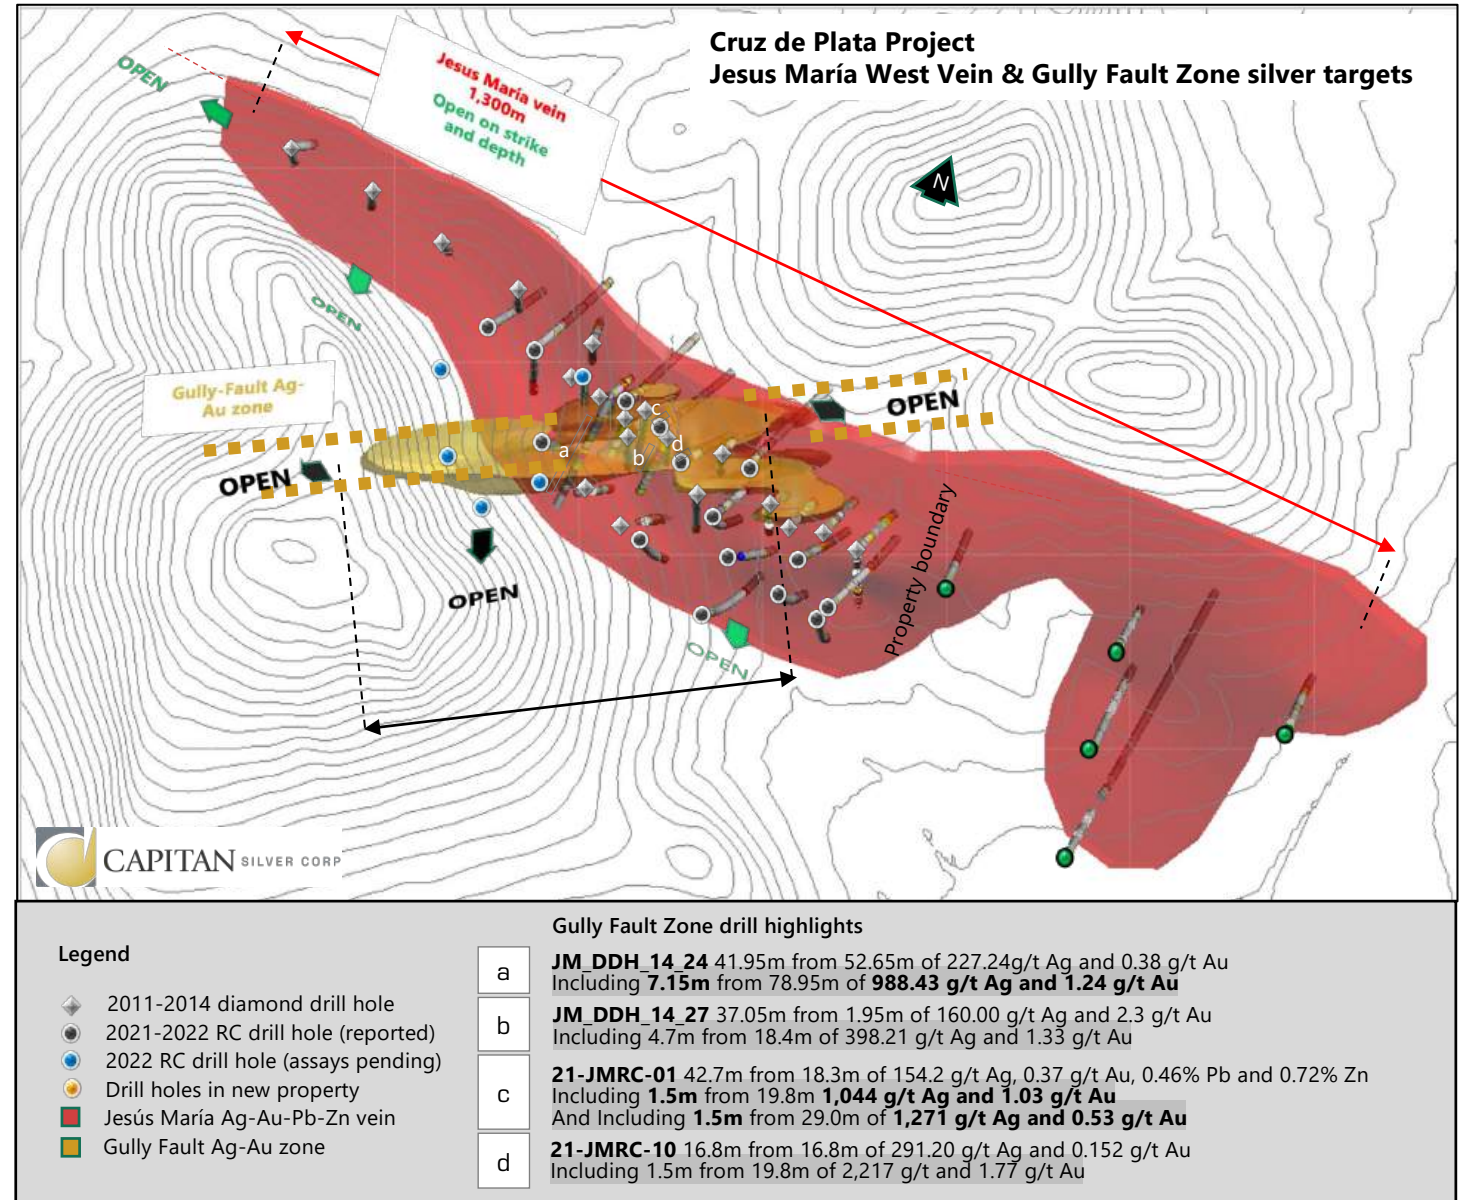 Cruz de Plata Project
Jesus María West Vein & Gully Fault Zone silver targets
OPEN
Jesus María vein
1,300m
Open on strike
and depth
N
OPEN
Gully-Fault Ag-
Au zone
OPEN
OPEN
c
d
a
b
OPEN
OPEN
Property boundary
CAPITAN SILVER CORP
Legend
2011-2014 diamond drill hole
2021-2022 RC drill hole (reported)
2022 RC drill hole (assays pending)
Drill holes in new property
Jesús María Ag-Au-Pb-Zn vein
Gully Fault Ag-Au zone
Gully Fault Zone drill highlights
a
JM_DDH_14_24 41.95m from 52.65m of 227.24g/t Ag and 0.38 g/t Au
Including 7.15m from 78.95m of 988.43 g/t Ag and 1.24 g/t Au
b
JM_DDH_14_27 37.05m from 1.95m of 160.00 g/t Ag and 2.3 g/t Au
Including 4.7m from 18.4m of 398.21 g/t Ag and 1.33 g/t Au
c
21-JMRC-01 42.7m from 18.3m of 154.2 g/t Ag, 0.37 g/t Au, 0.46% Pb and 0.72% Zn
Including 1.5m from 19.8m 1,044 g/t Ag and 1.03 g/t Au
And Including 1.5m from 29.0m of 1,271 g/t Ag and 0.53 g/t Au
d
21-JMRC-10 16.8m from 16.8m of 291.20 g/t Ag and 0.152 g/t Au
Including 1.5m from 19.8m of 2,217 g/t and 1.77 g/t Au